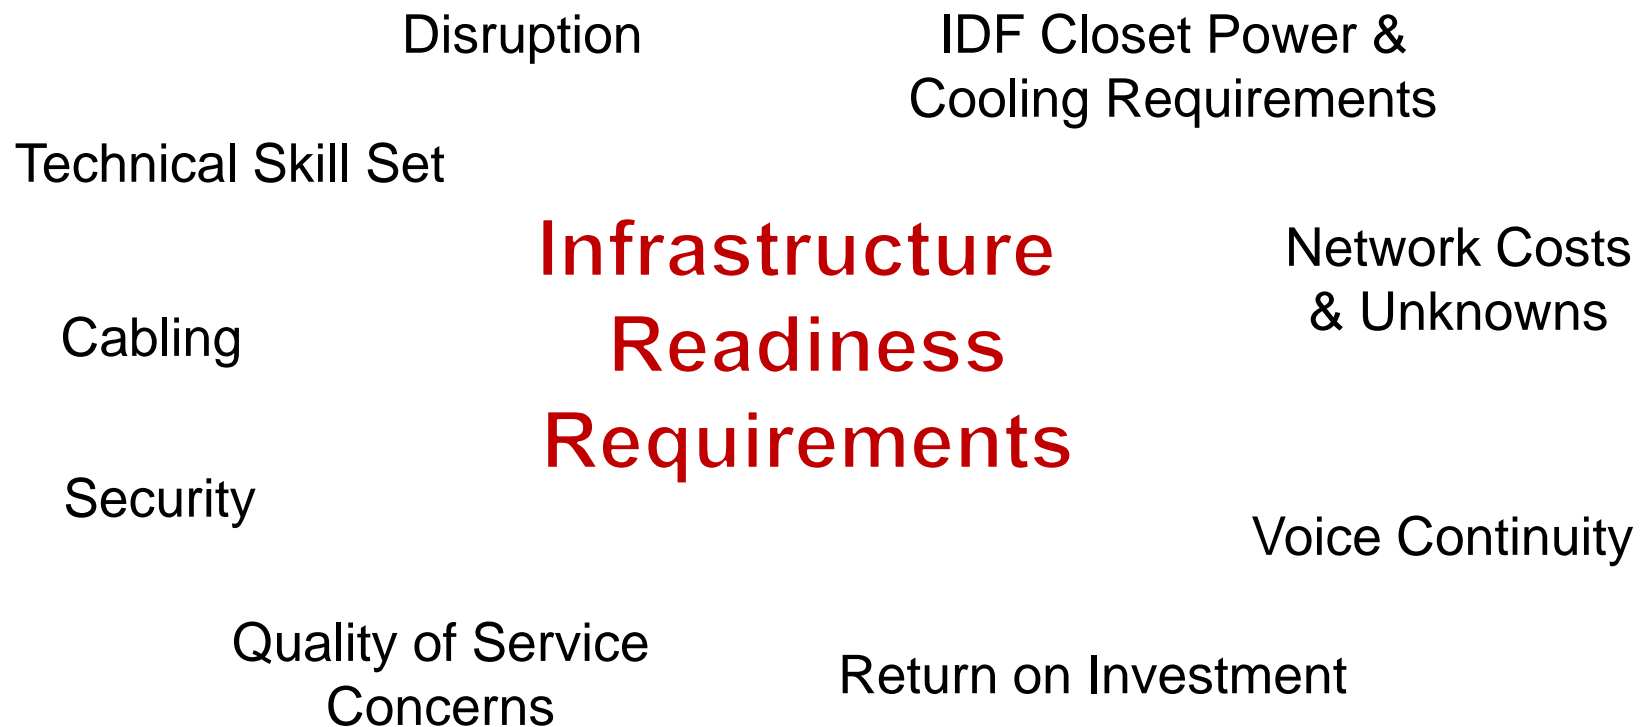 Disruption
IDF Closet Power &
Cooling Requirements
Technical Skill Set
Infrastructure
Readiness
Requirements
Network Costs
& Unknowns
Cabling
Security
Voice Continuity
Quality of Service
Concerns
Return on Investment